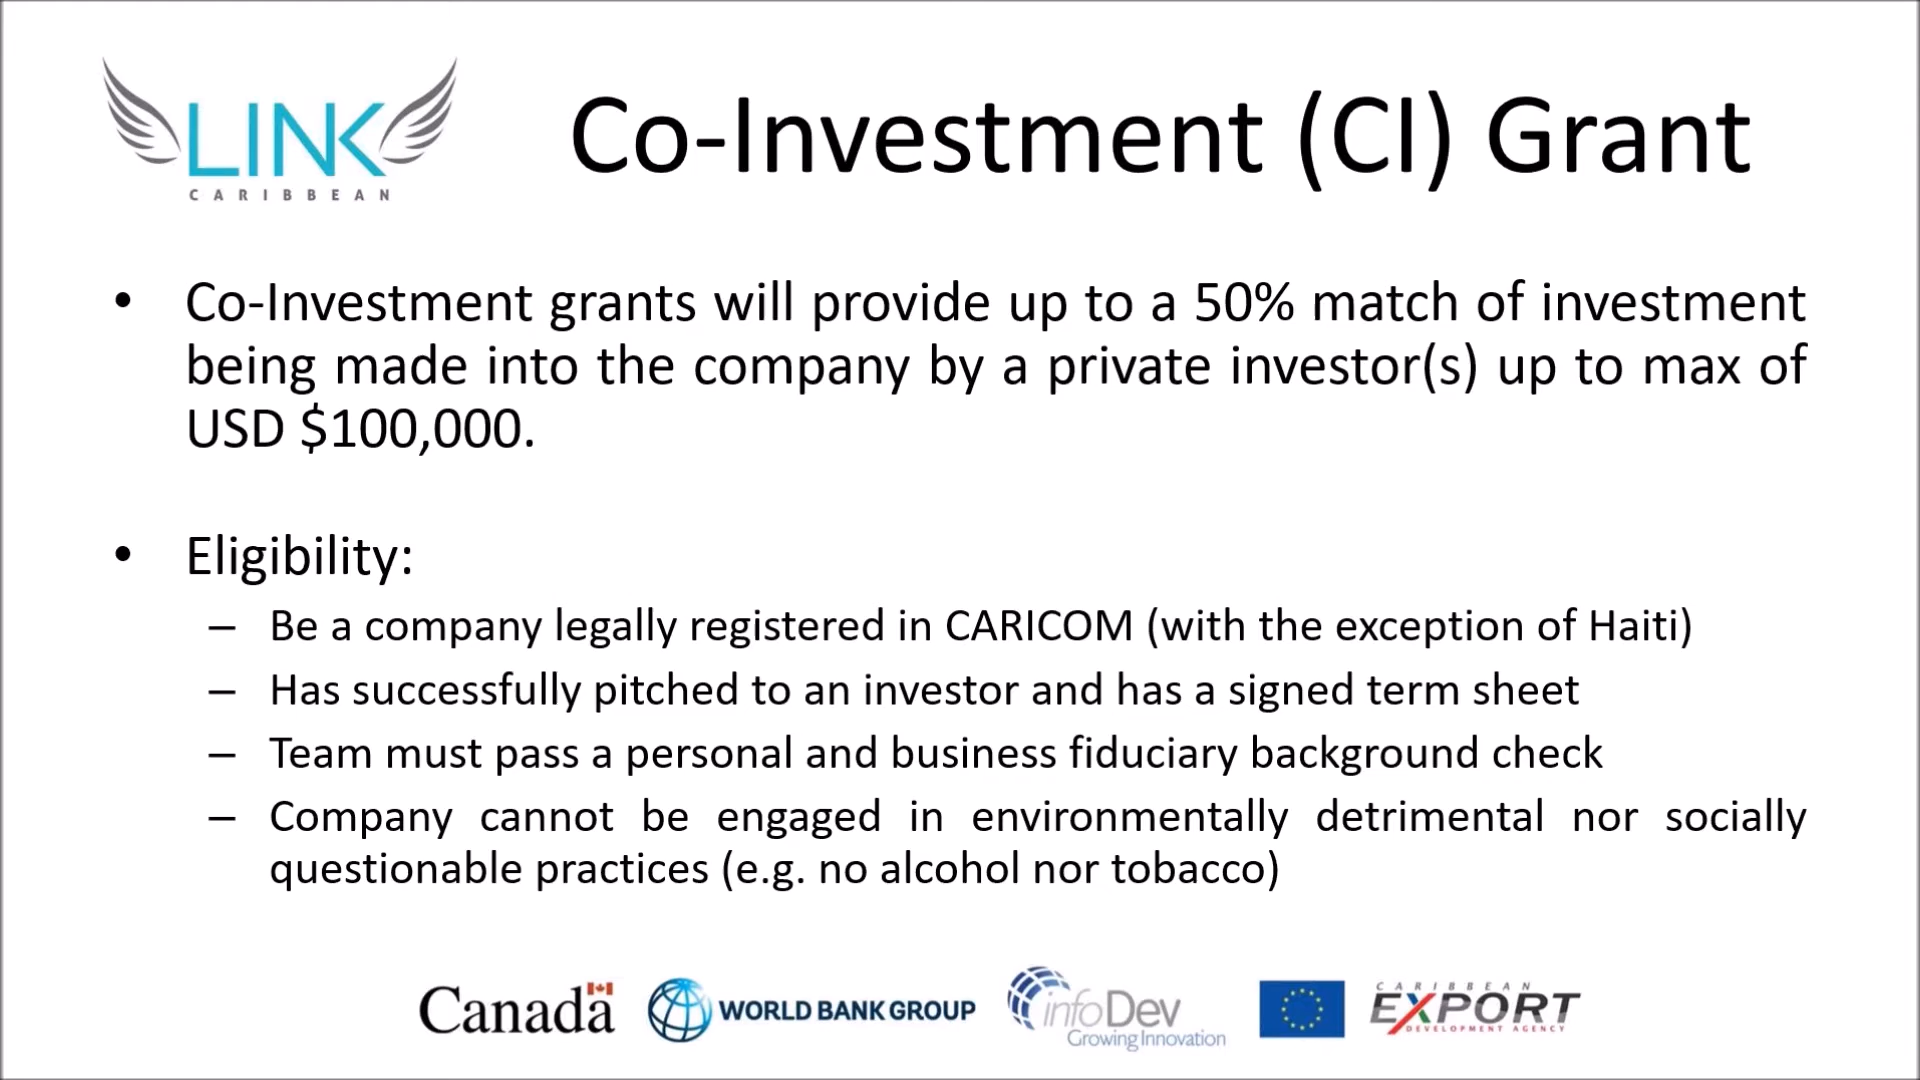 LINK
CARIBBEAN
Co-Investment (CI) Grant
• Co-Investment grants will provide up to a 50% match of investment
being made into the company by a private investor(s) up to max of
USD $100,000.
• Eligibility:
– Be a company legally registered in CARICOM (with the exception of Haiti)
– Has successfully pitched to an investor and has a signed term sheet
– Team must pass a personal and business fiduciary background check
– Company cannot be engaged in environmentally detrimental nor socially
questionable practices (e.g. no alcohol nor tobacco)
Canada
WORLD BANK GROUP
infoDev
Growing Innovation
CARIBBEAN
EXPORT
DEVELOPMENT AGENCY